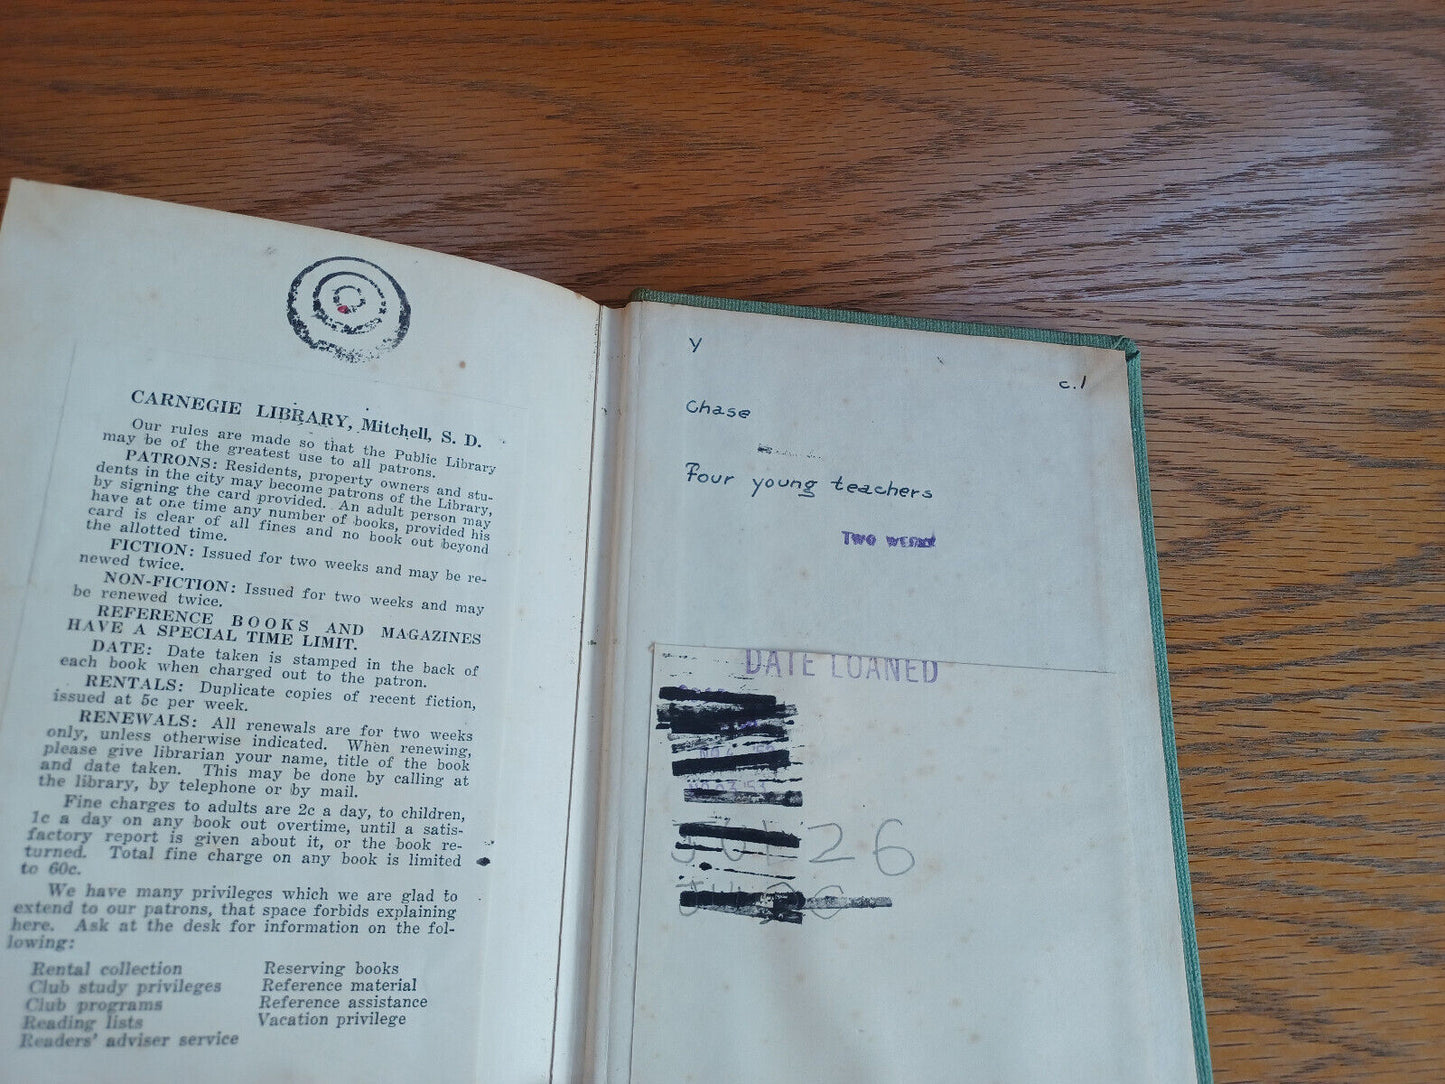 CARNEGIE LIBRARY, Mitchell, S. D.
Our rules are made so that the Public Library
may be of the greatest use to all patrons.
PATRONS: Residents, property owners and stu-
dents in the city may become patrons of the Library,
by signing the card provided. An adult person may
have at one time any number of books, provided his
card is clear of all fines and no book out beyond
the allotted time.
FICTION: Issued for two weeks and may be re-
newed twice.
NON-FICTION: Issued for two weeks and may
be renewed twice.
REFERENCE BOOKS AND MAGAZINES
HAVE A SPECIAL TIME LIMIT.
DATE: Date taken is stamped in the back of
each book when charged out to the patron.
RENTALS: Duplicate copies of recent fiction,
issued at 5c per week.
RENEWALS: All renewals are for two weeks
only, unless otherwise indicated. When renewing,
please give librarian your name, title of the book
and date taken. This may be done by calling at
the library, by telephone or by mail.
Fine charges to adults are 2c a day, to children,
1c a day on any book out overtime, until a satis-
factory report is given about it, or the book re-
turned. Total fine charge on any book is limited
to 60c.
We have many privileges which we are glad to
extend to our patrons, that space forbids explaining
here. Ask at the desk for information on the fol-
lowing:
Rental collection
Club study privileges
Club programs
Reading lists
Readers' adviser service
Reserving books
Reference material
Reference assistance
Vacation privilege
Y
c.1
Chase
Four young teachers
TWO
DATE LOANED
JUL 26